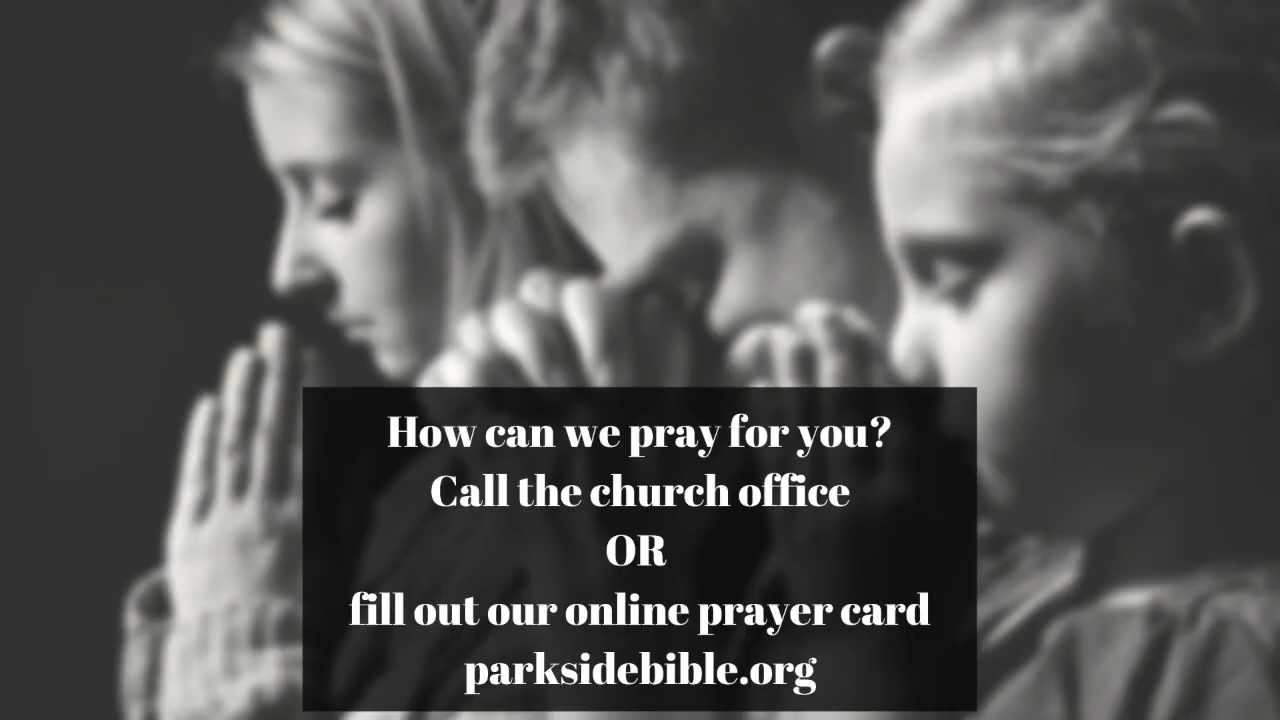 How can we pray for you?
Call the church office
OR
fill out our online prayer card
parksidebible.org